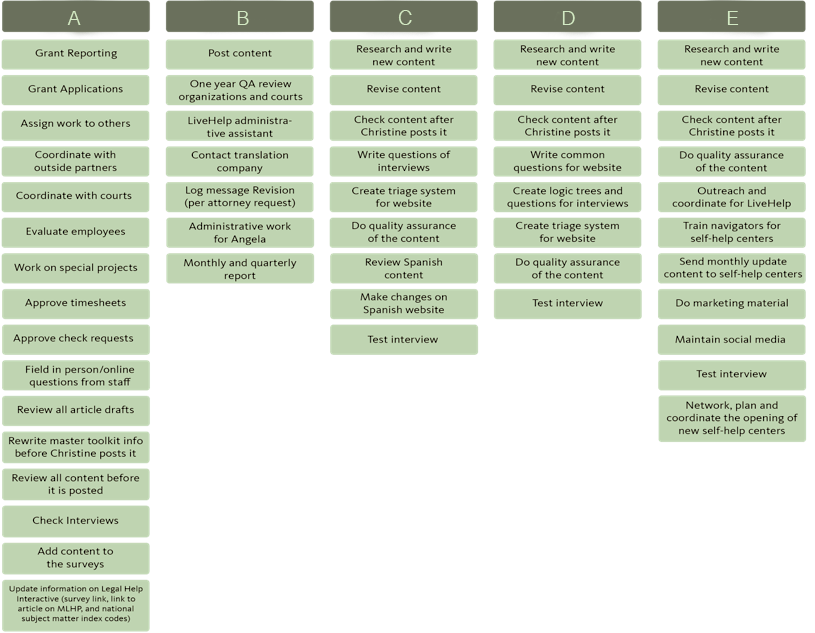 A
Grant Reporting
Grant Applications
Assign work to others
Coordinate with
outside partners
Coordinate with courts
Evaluate employees
Work on special projects
Approve timesheets
Approve check requests
Field in person/online
questions from staff
Review all article drafts
Rewrite master toolkit info
before Christine posts it
Review all content before
it is posted
Check Interviews
Add content to
the surveys
Update information on Legal Help
Interactive (survey link, link to
article on MLHP, and national
subject matter index codes)
B
Post content
One year QA review
organizations and courts
LiveHelp administra-
tive assistant
Contact translation
company
Log message Revision
(per attorney request)
Administrative work
for Angela
Monthly and quarterly
report
C
Research and write
new content
Revise content
Check content after
Christine posts it
Write questions of
interviews
Create triage system
for website
Do quality assurance
of the content
Review Spanish
content
Make changes on
Spanish website
Test interview
D
Research and write
new content
Revise content
Check content after
Christine posts it
Write common
questions for website
Create logic trees and
questions for interviews
Create triage system
for website
Do quality assurance
of the content
Test interview
E
Research and write
new content
Revise content
Check content after
Christine posts it
Do quality assurance
of the content
Outreach and
coordinate for LiveHelp
Train navigators for
self-help centers
Send monthly update
content to self-help centers
Do marketing material
Maintain social media
Test interview
Network, plan and
coordinate the opening of
new self-help centers